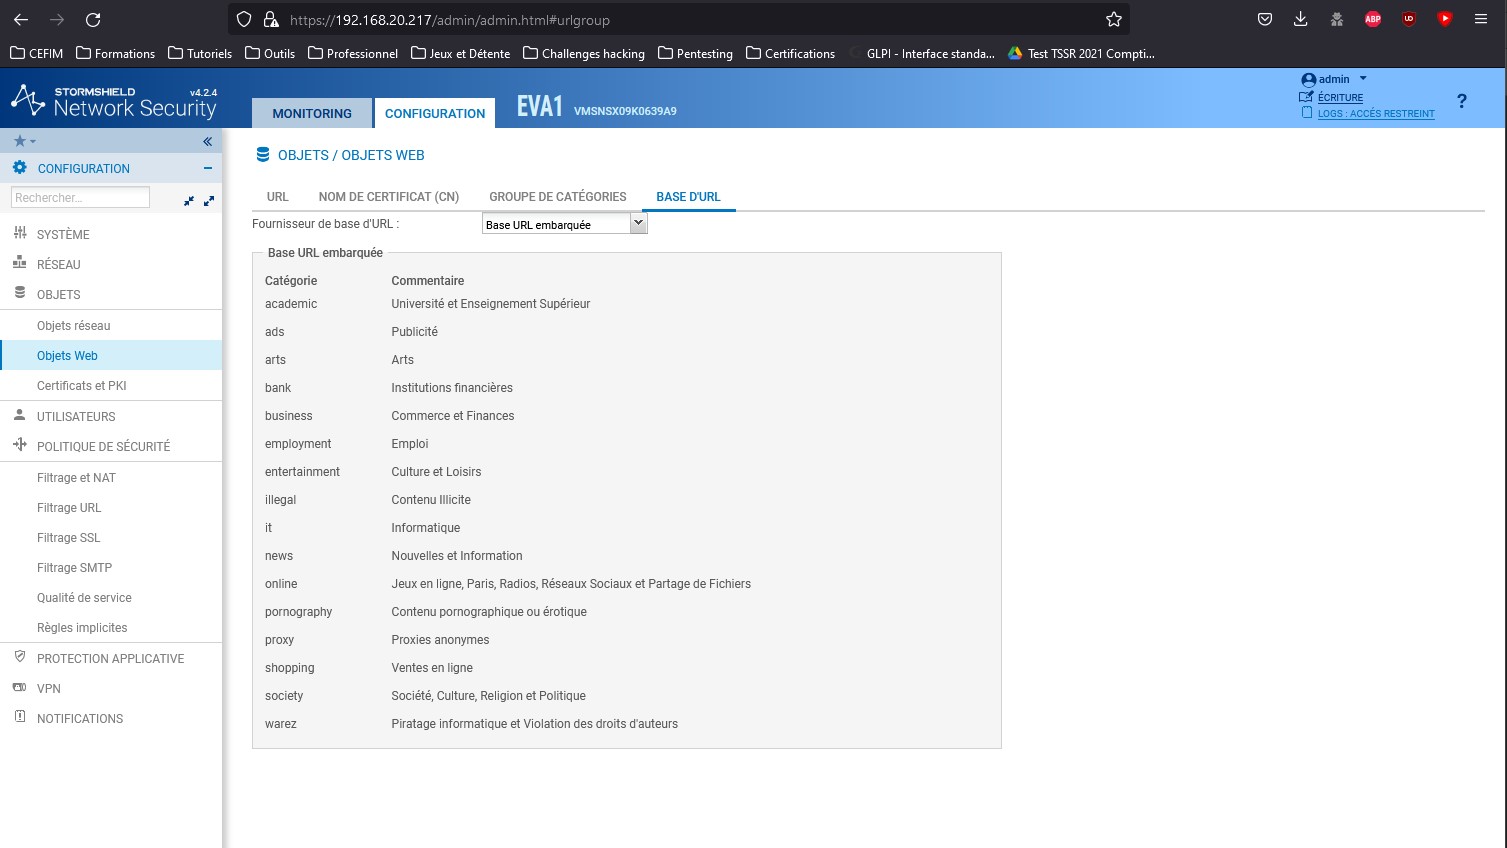 https://192.168.20.217/admin/admin.html#urlgroup
ABP
UO
CEFIM Formations Tutoriels Outils Professionnel Jeux et Détente Challenges hacking Pentesting Certifications GLPI - Interface standa... Test TSSR 2021 Compti...
STORMSHIELD v4.2.4
Network Security
MONITORING CONFIGURATION EVA1 VMSNSX09K0639A9
admin
ÉCRITURE
LOGS : ACCÈS RESTREINT
?
CONFIGURATION
Rechercher...
SYSTÈME
RÉSEAU
OBJETS
Objets réseau
Objets Web
Certificats et PKI
UTILISATEURS
POLITIQUE DE SÉCURITÉ
Filtrage et NAT
Filtrage URL
Filtrage SSL
Filtrage SMTP
Qualité de service
Règles implicites
PROTECTION APPLICATIVE
VPN
NOTIFICATIONS
OBJETS / OBJETS WEB
URL NOM DE CERTIFICAT (CN) GROUPE DE CATÉGORIES BASE D'URL
Fournisseur de base d'URL : Base URL embarquée
Base URL embarquée
Catégorie Commentaire
academic Université et Enseignement Supérieur
ads Publicité
arts Arts
bank Institutions financières
business Commerce et Finances
employment Emploi
entertainment Culture et Loisirs
illegal Contenu Illicite
it Informatique
news Nouvelles et Information
online Jeux en ligne, Paris, Radios, Réseaux Sociaux et Partage de Fichiers
pornography Contenu pornographique ou érotique
proxy Proxies anonymes
shopping Ventes en ligne
society Société, Culture, Religion et Politique
warez Piratage informatique et Violation des droits d'auteurs